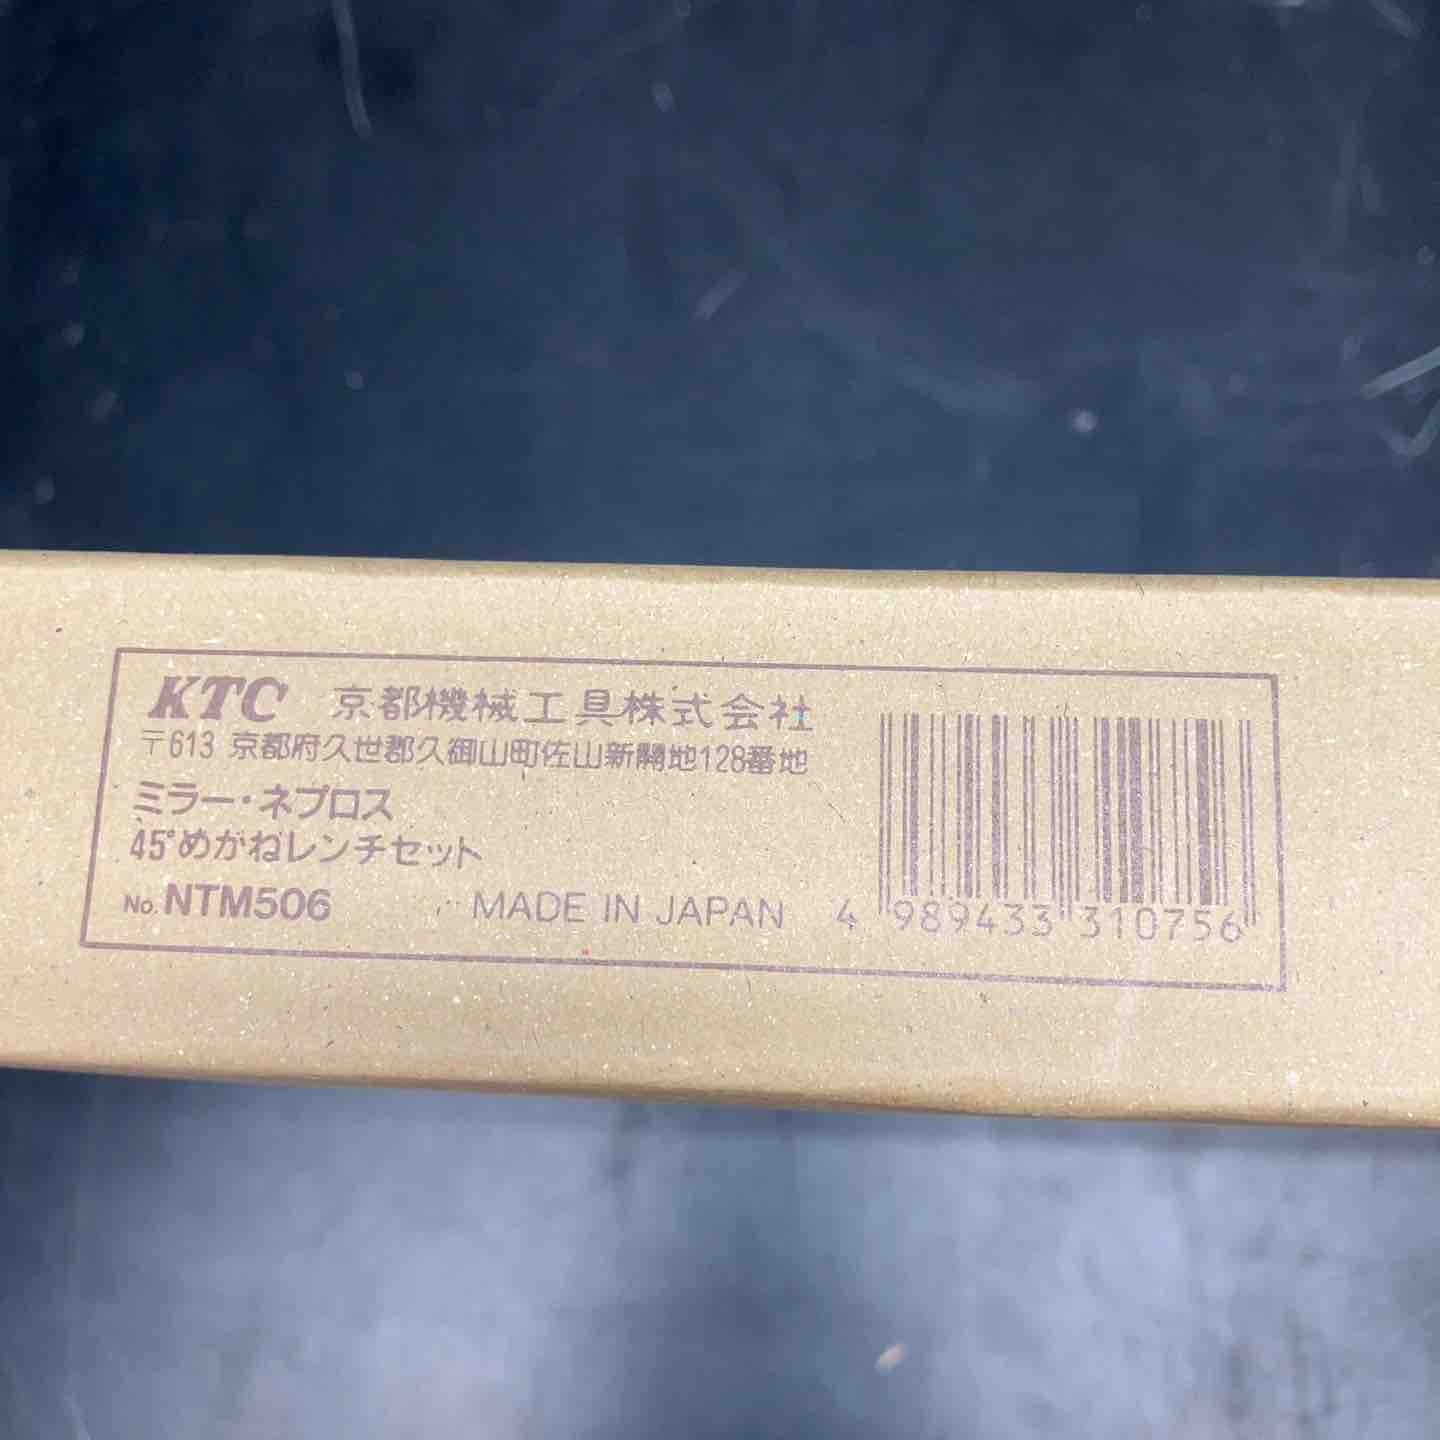 KTC 京都機械工具株式会社
〒613 京都府久世郡久御山町佐山新開地128番地
ミラー・ネプロス
45°めがねレンチセット
No. NTM506 MADE IN JAPAN
4 989433 310756